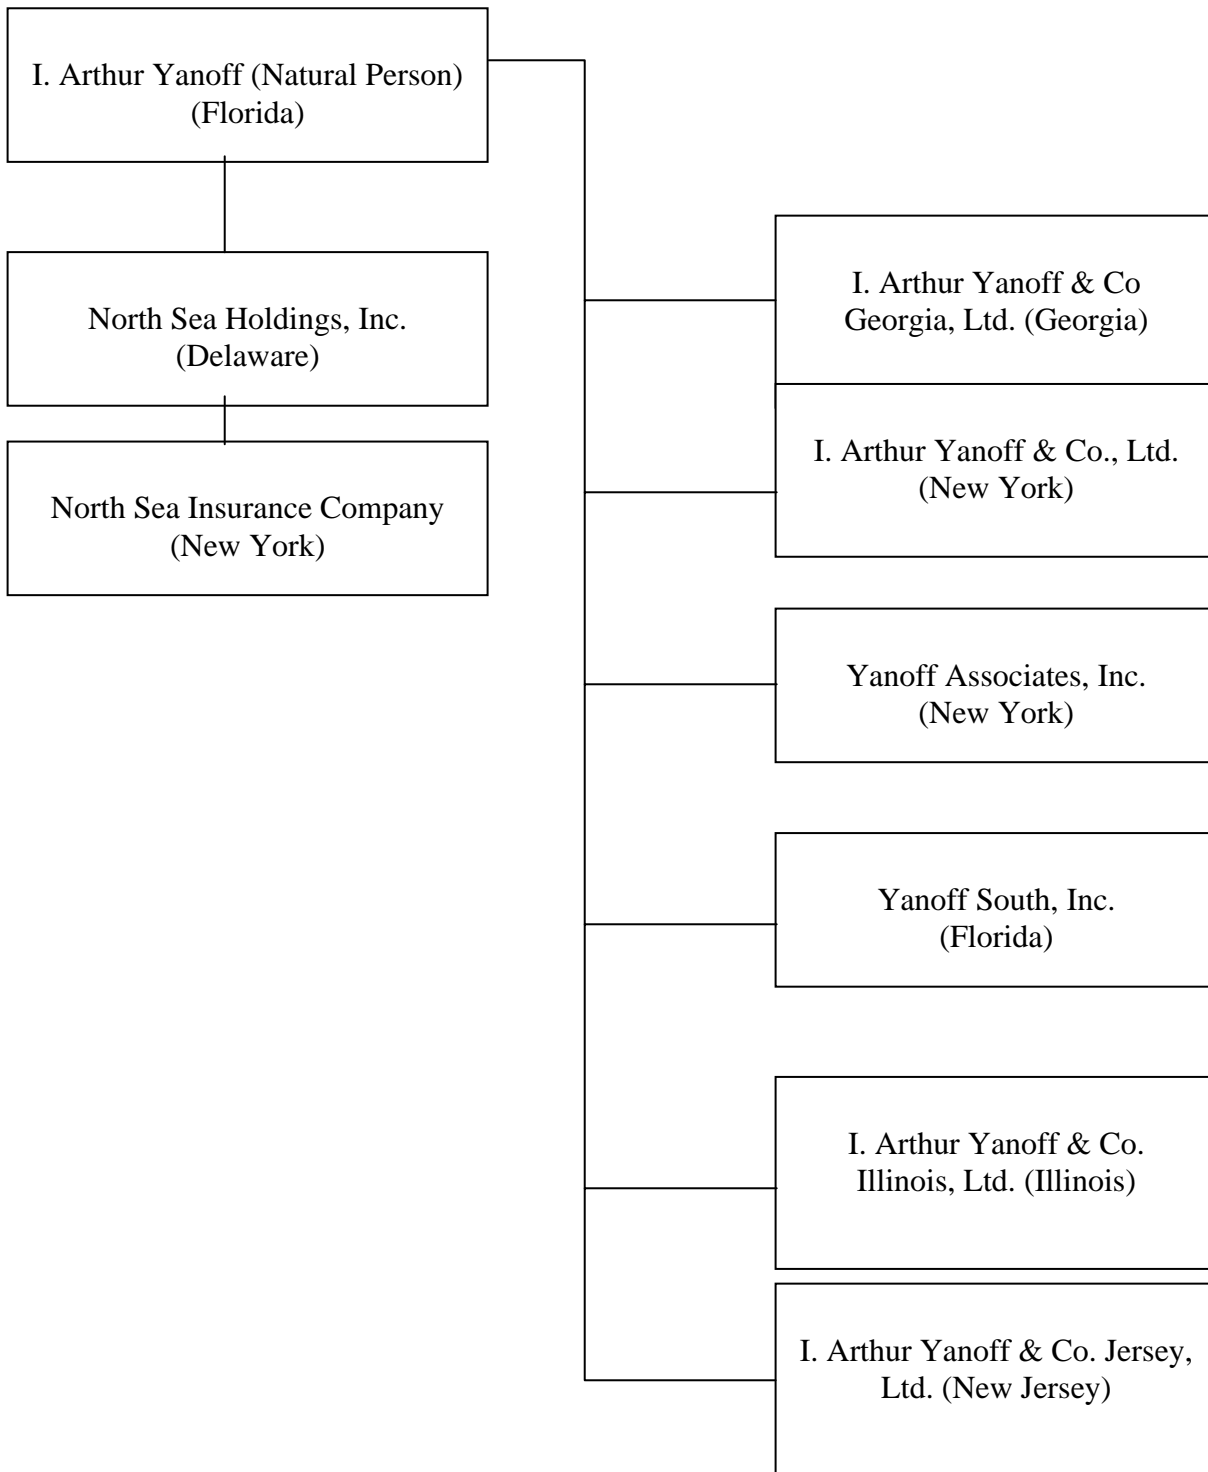 I. Arthur Yanoff (Natural Person)
(Florida)
North Sea Holdings, Inc.
(Delaware)
North Sea Insurance Company
(New York)
I. Arthur Yanoff & Co
Georgia, Ltd. (Georgia)
I. Arthur Yanoff & Co., Ltd.
(New York)
Yanoff Associates, Inc.
(New York)
Yanoff South, Inc.
(Florida)
I. Arthur Yanoff & Co.
Illinois, Ltd. (Illinois)
I. Arthur Yanoff & Co. Jersey,
Ltd. (New Jersey)